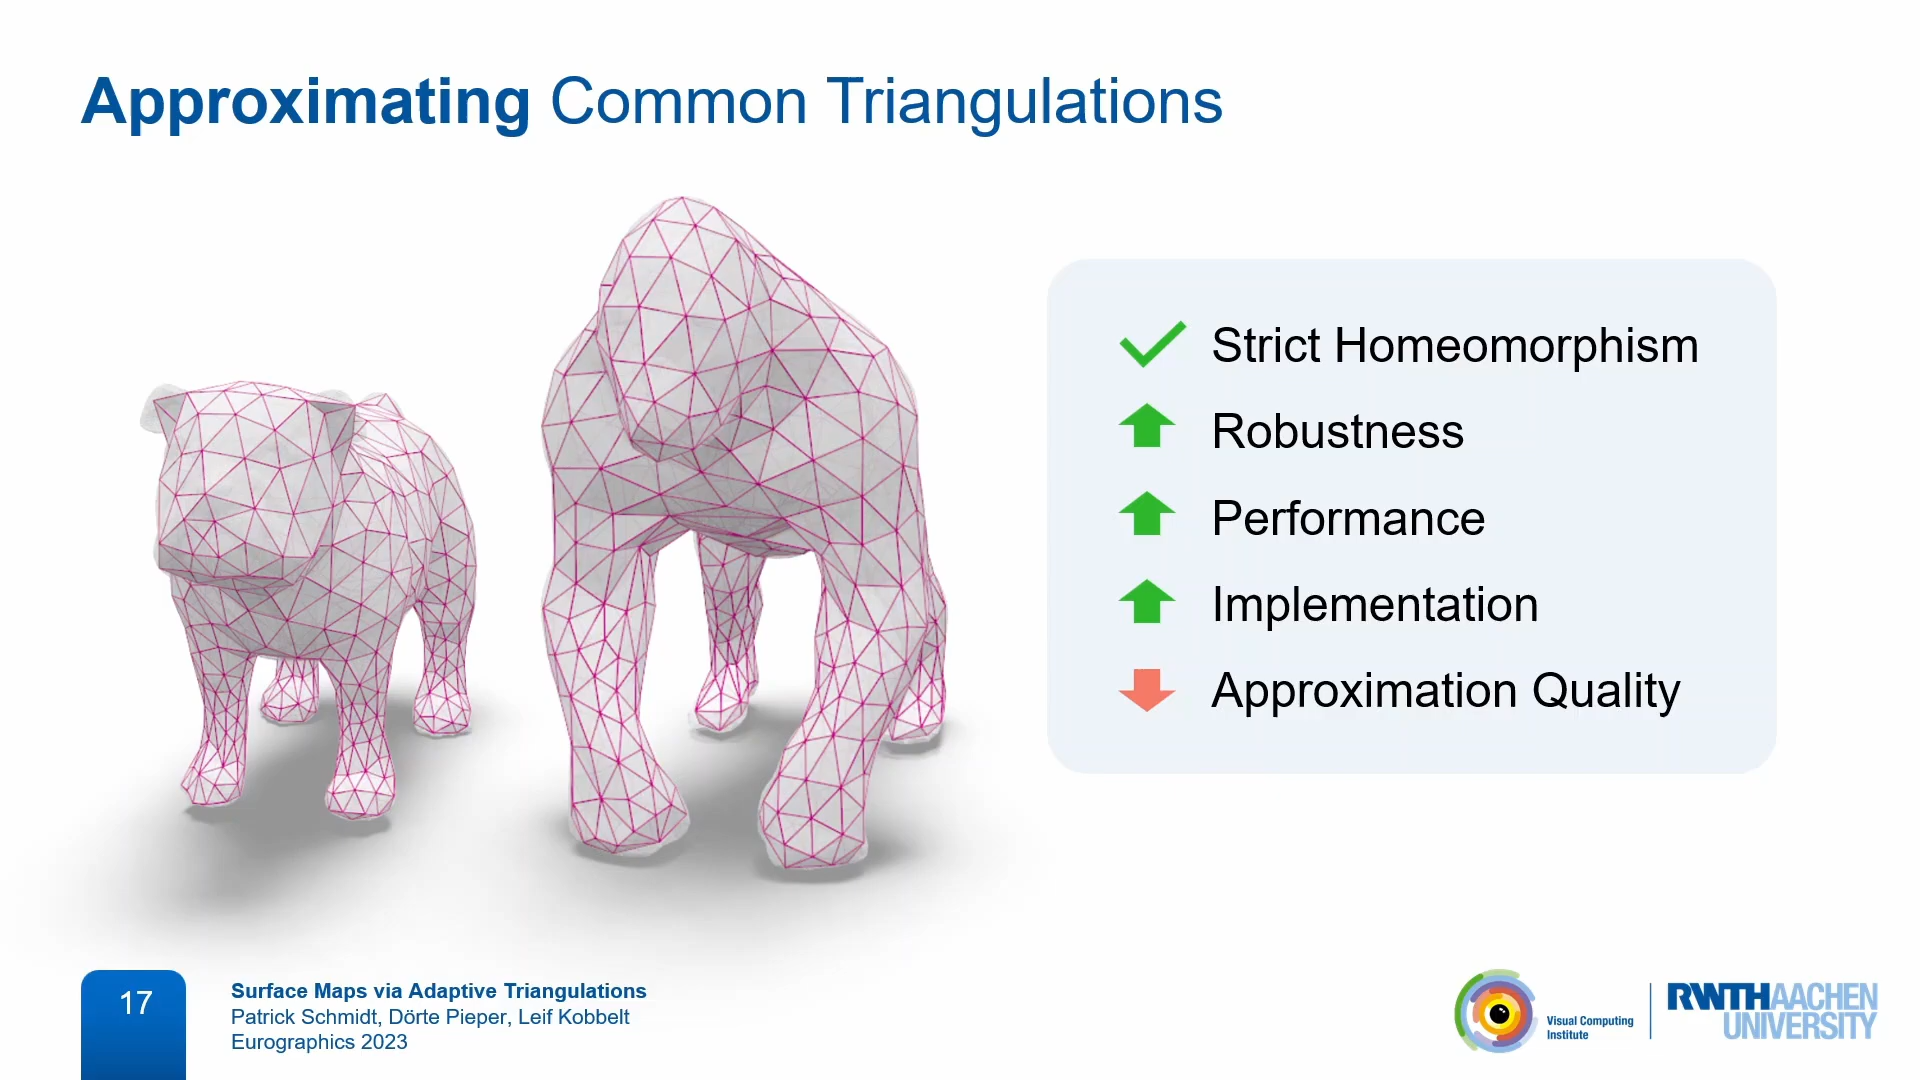 Approximating Common Triangulations
Strict Homeomorphism
Robustness
Performance
Implementation
Approximation Quality
17
Surface Maps via Adaptive Triangulations
Patrick Schmidt, Dörte Pieper, Leif Kobbelt
Eurographics 2023
Visual Computing
Institute
RWTHAACHEN
UNIVERSITY